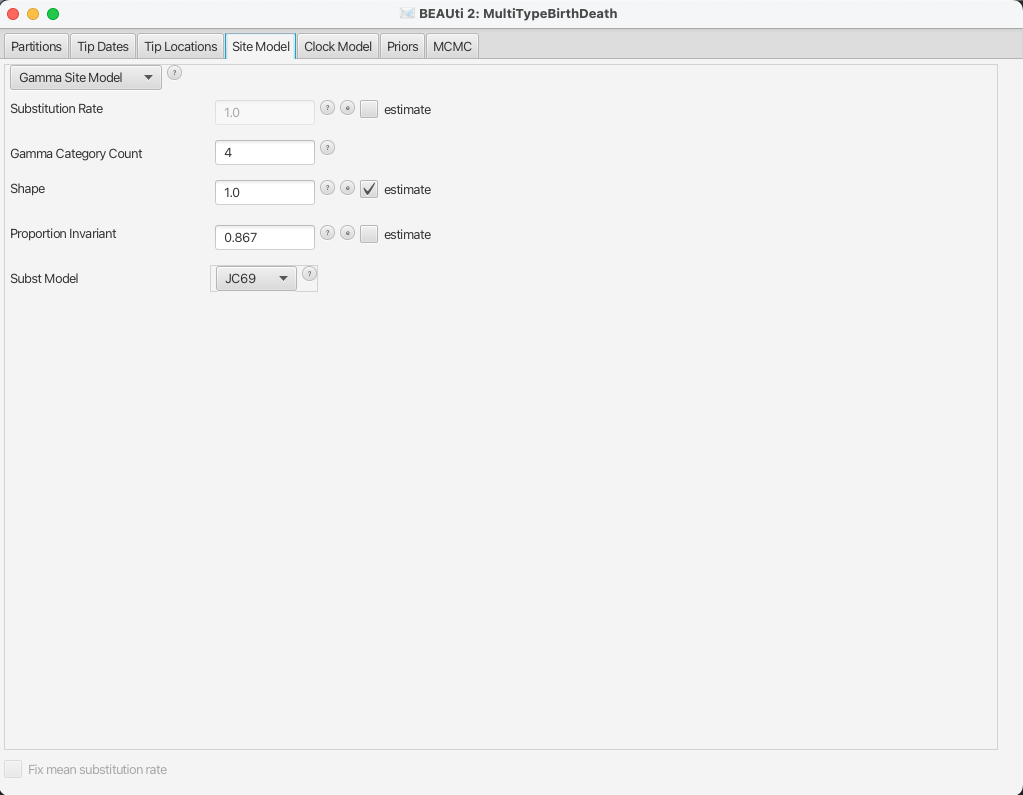 BEAUti 2: MultiTypeBirthDeath
Partitions Tip Dates Tip Locations Site Model Clock Model Priors MCMC
Gamma Site Model ?
Substitution Rate 1.0 ? e estimate
Gamma Category Count 4 ?
Shape 1.0 ? e estimate
Proportion Invariant 0.867 ? e estimate
Subst Model JC69 ?
Fix mean substitution rate